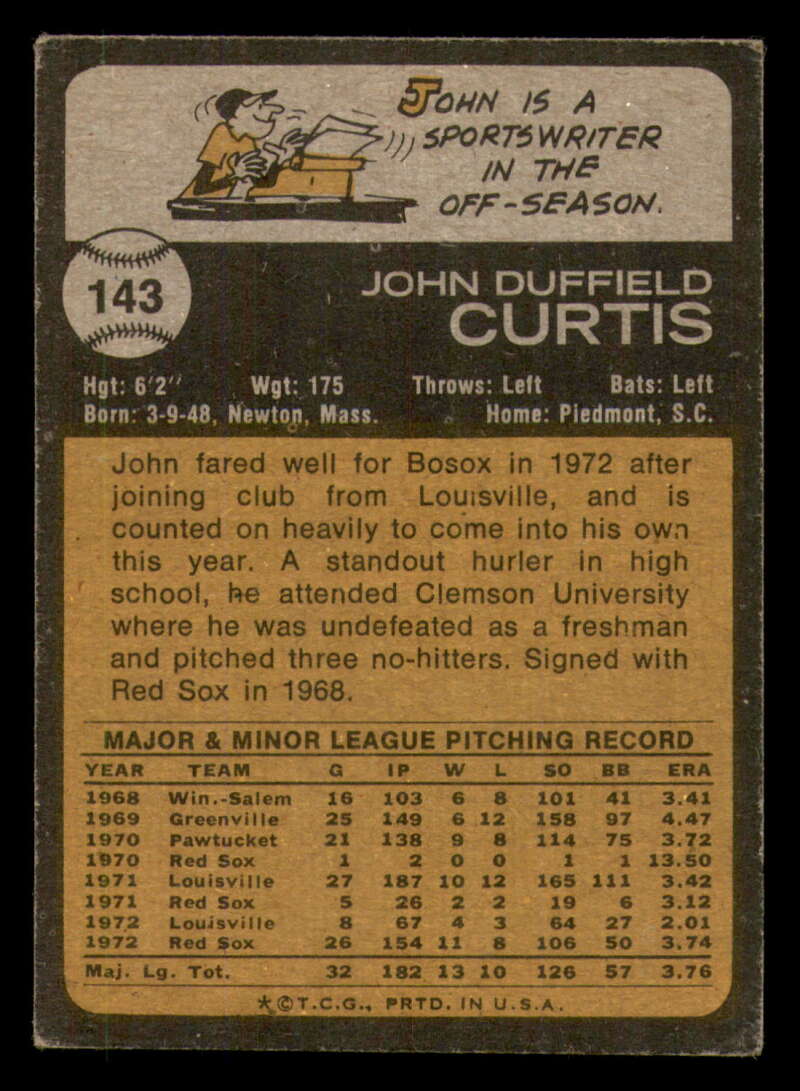 JOHN IS A
SPORTSWRITER
IN THE
OFF-SEASON.
143
JOHN DUFFIELD
CURTIS
Hgt: 6'2" Wgt: 175 Throws: Left Bats: Left
Born: 3-9-48, Newton, Mass. Home: Piedmont, S.C.
John fared well for Bosox in 1972 after
joining club from Louisville, and is
counted on heavily to come into his own
this year. A standout hurler in high
school, he attended Clemson University
where he was undefeated as a freshman
and pitched three no-hitters. Signed with
Red Sox in 1968.
MAJOR & MINOR LEAGUE PITCHING RECORD
YEAR TEAM G IP W L SO BB ERA
1968 Win.-Salem 16 103 6 8 101 41 3.41
1969 Greenville 25 149 6 12 158 97 4.47
1970 Pawtucket 21 138 9 8 114 75 3.72
1970 Red Sox 1 2 0 0 1 1 13.50
1971 Louisville 27 187 10 12 165 111 3.42
1971 Red Sox 5 26 2 2 19 6 3.12
1972 Louisville 8 67 4 3 64 27 2.01
1972 Red Sox 26 154 11 8 106 50 3.74
Maj. Lg. Tot. 32 182 13 10 126 57 3.76
*©T.C.G., PRTD. IN U.S.A.